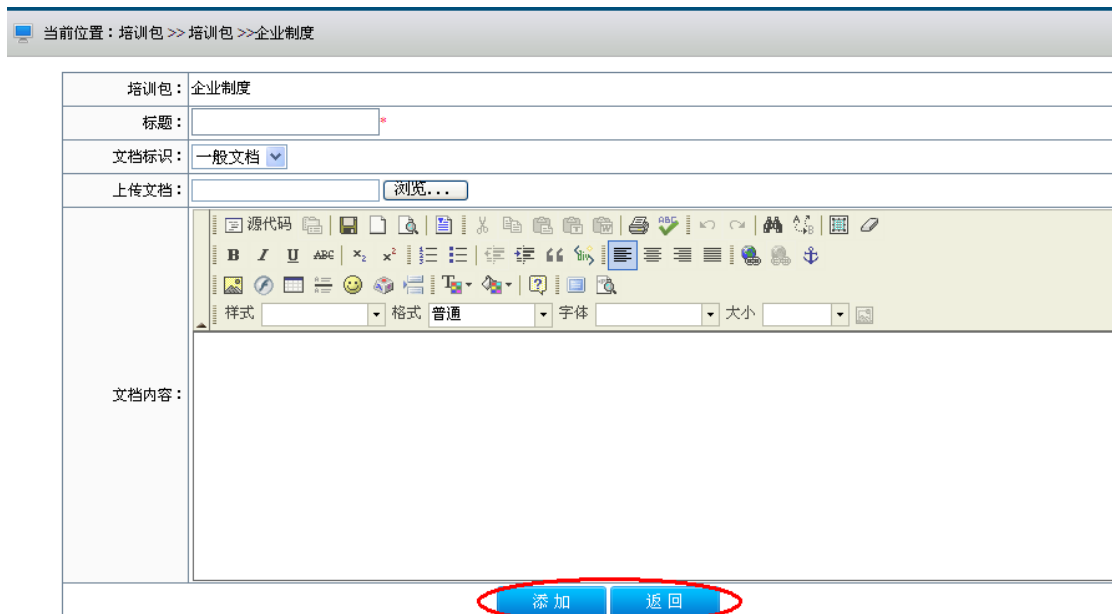 当前位置：培训包 >> 培训包 >>企业制度
培训包： 企业制度
标题： *
文档标识： 一般文档
上传文档： 浏览...
源代码 ABC
B I U ABC x₂ x²
样式 格式 普通 字体 大小
文档内容：
添 加 返 回